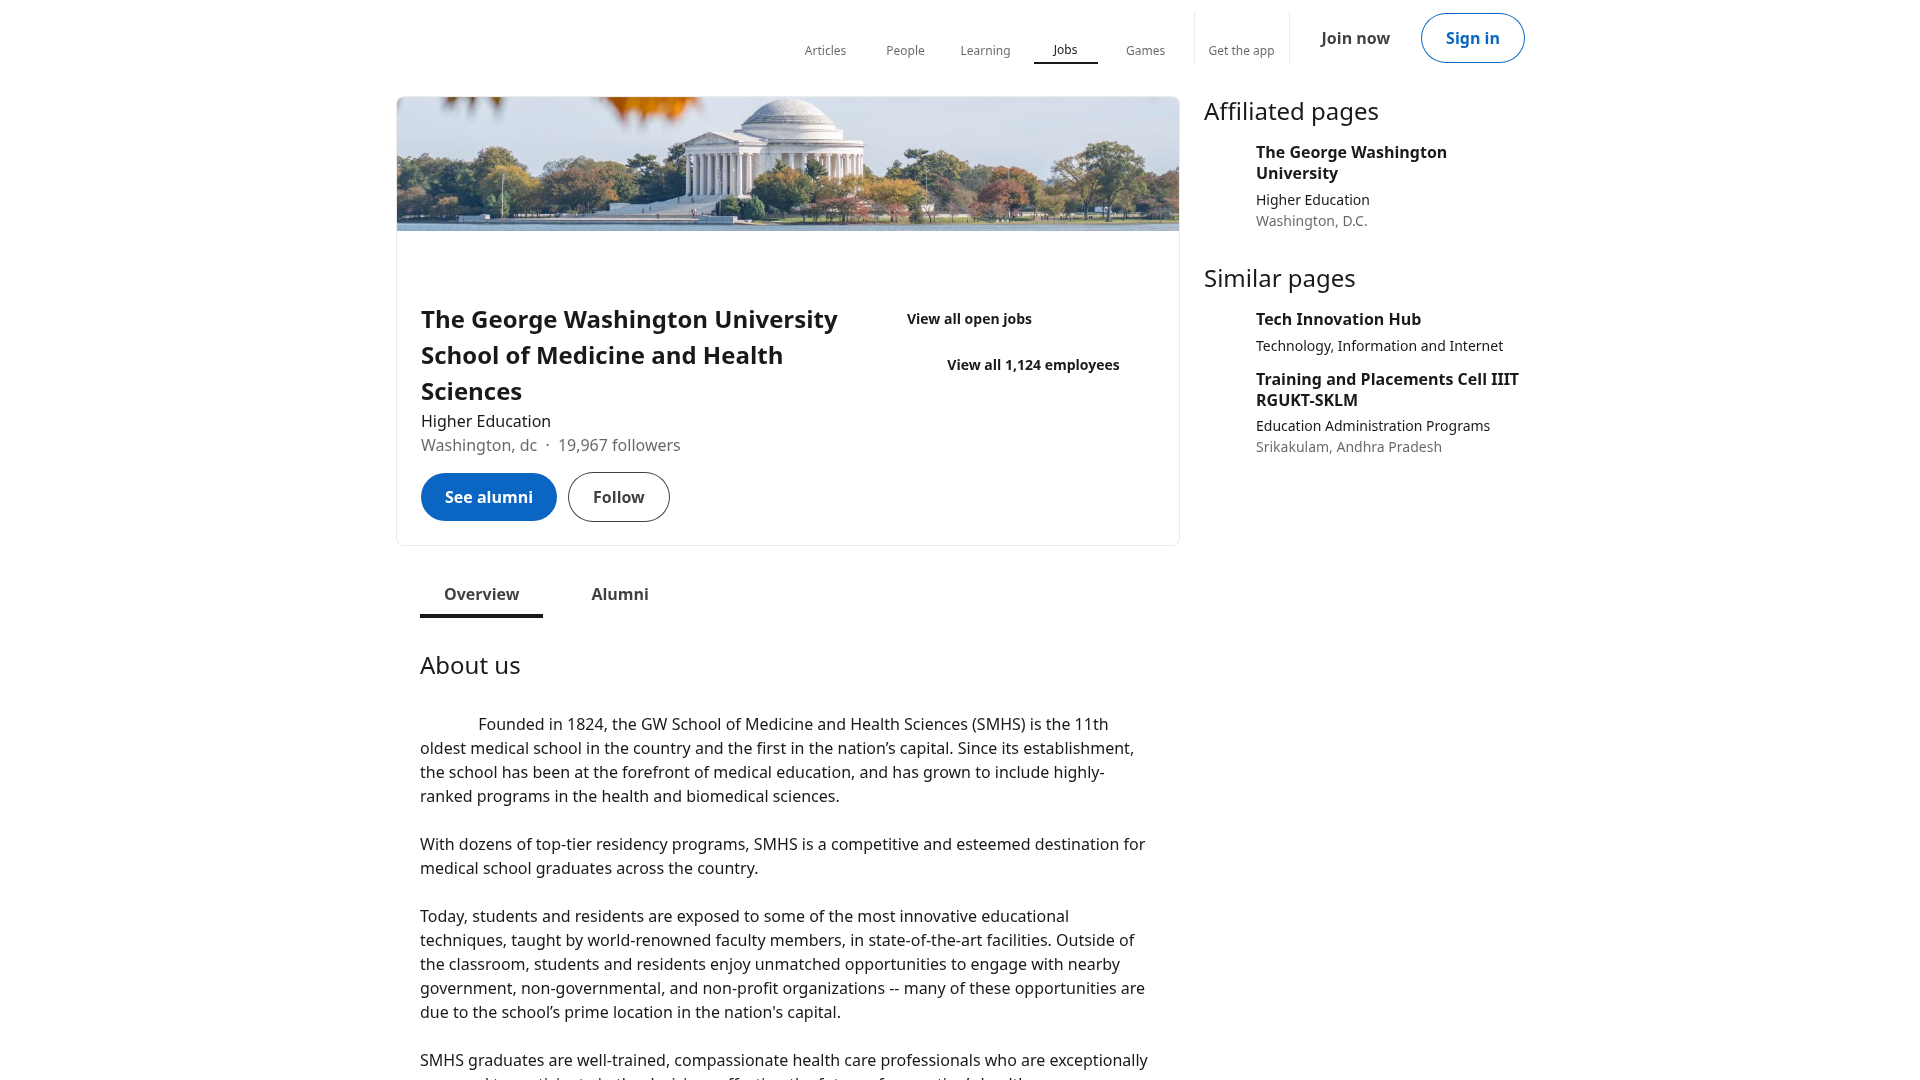 Articles
People
Learning
Jobs
Games
Get the app
Join now
Sign in
The George Washington University
School of Medicine and Health
Sciences
Higher Education
Washington, dc · 19,967 followers
View all open jobs
View all 1,124 employees
See alumni
Follow
Overview
Alumni
About us
Founded in 1824, the GW School of Medicine and Health Sciences (SMHS) is the 11th
oldest medical school in the country and the first in the nation’s capital. Since its establishment,
the school has been at the forefront of medical education, and has grown to include highly-
ranked programs in the health and biomedical sciences.
With dozens of top-tier residency programs, SMHS is a competitive and esteemed destination for
medical school graduates across the country.
Today, students and residents are exposed to some of the most innovative educational
techniques, taught by world-renowned faculty members, in state-of-the-art facilities. Outside of
the classroom, students and residents enjoy unmatched opportunities to engage with nearby
government, non-governmental, and non-profit organizations -- many of these opportunities are
due to the school’s prime location in the nation's capital.
SMHS graduates are well-trained, compassionate health care professionals who are exceptionally
Affiliated pages
The George Washington
University
Higher Education
Washington, D.C.
Similar pages
Tech Innovation Hub
Technology, Information and Internet
Training and Placements Cell IIIT
RGUKT-SKLM
Education Administration Programs
Srikakulam, Andhra Pradesh